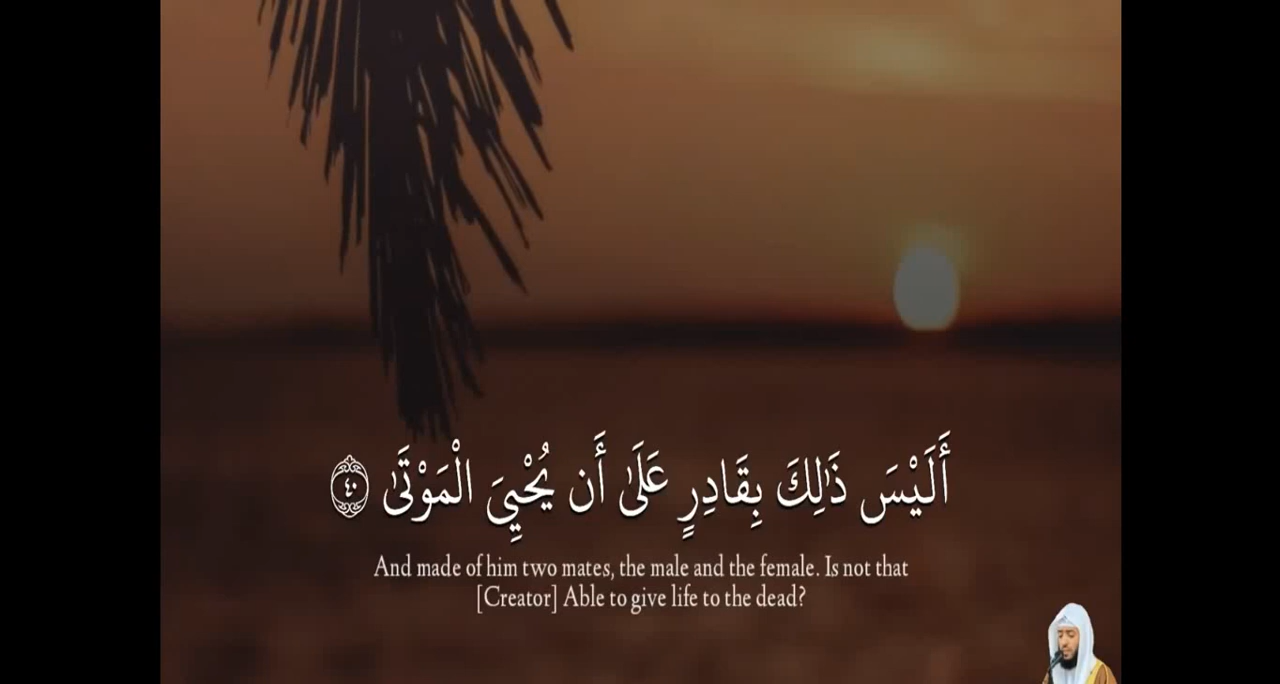 أَلَيْسَ ذَٰلِكَ بِقَادِرٍ عَلَىٰ أَن يُحْيِيَ الْمَوْتَىٰ ٤٠
And made of him two mates, the male and the female. Is not that
[Creator] Able to give life to the dead?